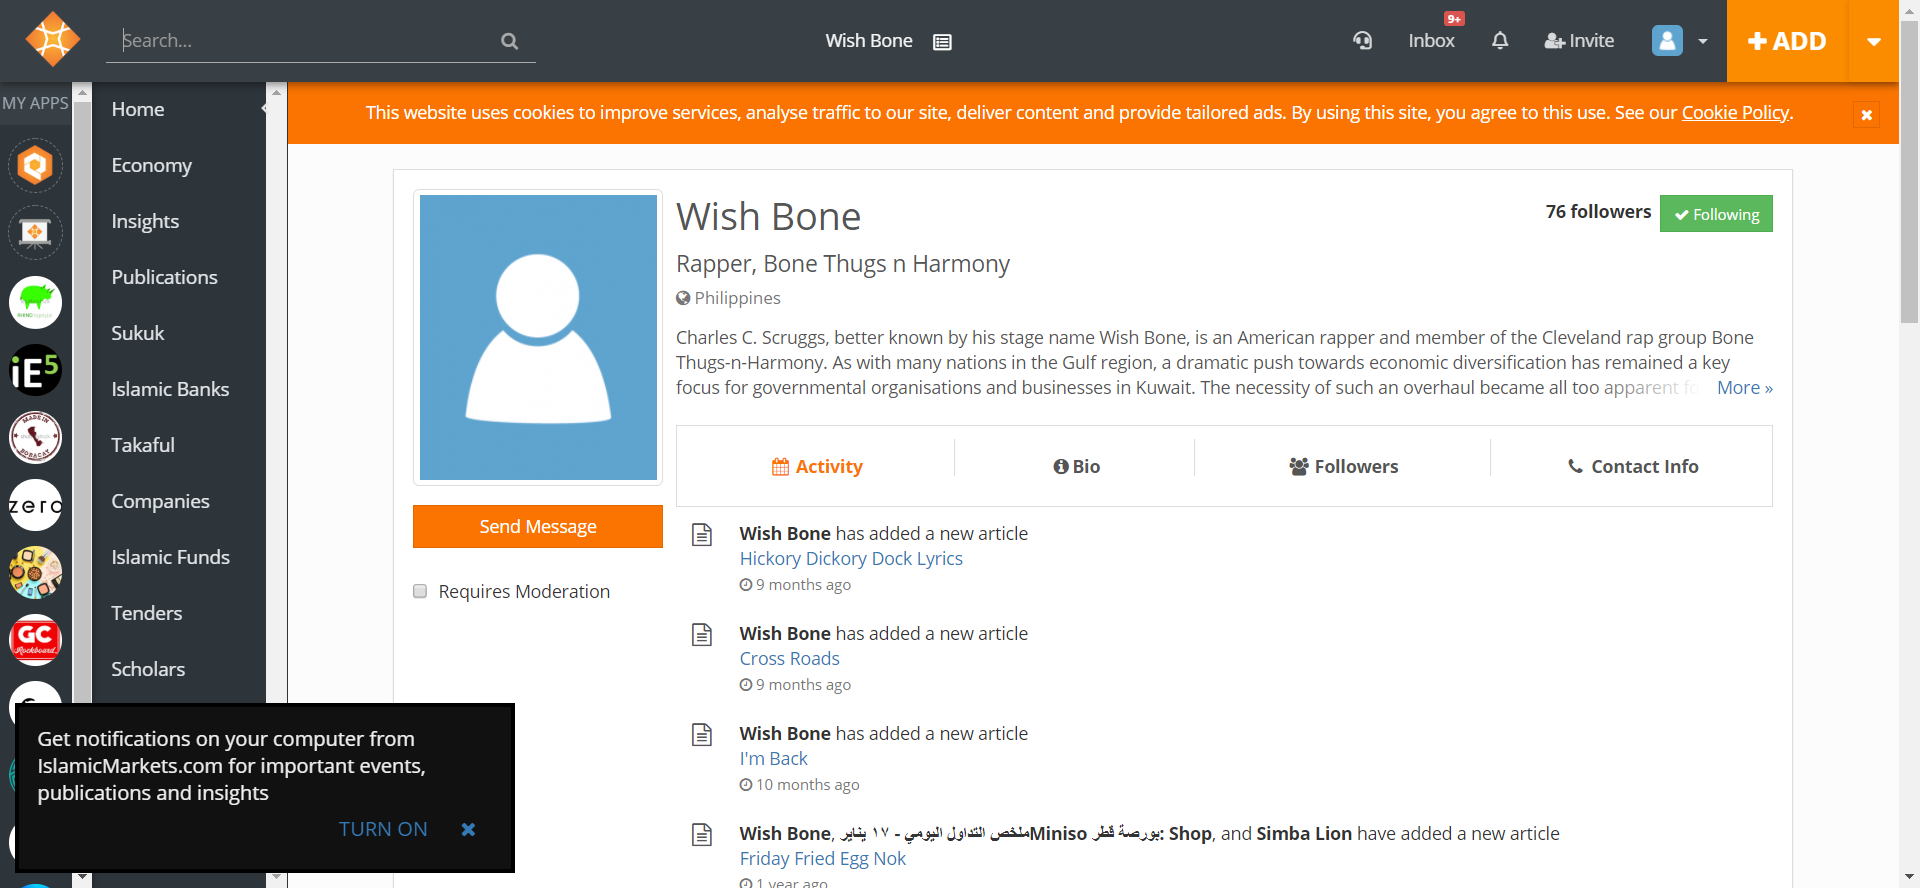 Search...
Wish Bone
9+
Inbox
Invite
ADD
MY APPS
Home
Economy
Insights
Publications
Sukuk
Islamic Banks
Takaful
Companies
Islamic Funds
Tenders
Scholars
iE5
MADE IN
BORACAY
zero
GC
Rockboard
This website uses cookies to improve services, analyse traffic to our site, deliver content and provide tailored ads. By using this site, you agree to this use. See our Cookie Policy.
Wish Bone
76 followers
Following
Rapper, Bone Thugs n Harmony
Philippines
Charles C. Scruggs, better known by his stage name Wish Bone, is an American rapper and member of the Cleveland rap group Bone
Thugs-n-Harmony. As with many nations in the Gulf region, a dramatic push towards economic diversification has remained a key
focus for governmental organisations and businesses in Kuwait. The necessity of such an overhaul became all too apparent More »
Send Message
Requires Moderation
Activity
Bio
Followers
Contact Info
Wish Bone has added a new article
Hickory Dickory Dock Lyrics
9 months ago
Wish Bone has added a new article
Cross Roads
9 months ago
Wish Bone has added a new article
I'm Back
10 months ago
Wish Bone, ملخص التداول اليومي - ١٧ يناير Miniso بورصة قطر: Shop, and Simba Lion have added a new article
Friday Fried Egg Nok
1 year ago
Get notifications on your computer from
IslamicMarkets.com for important events,
publications and insights
TURN ON